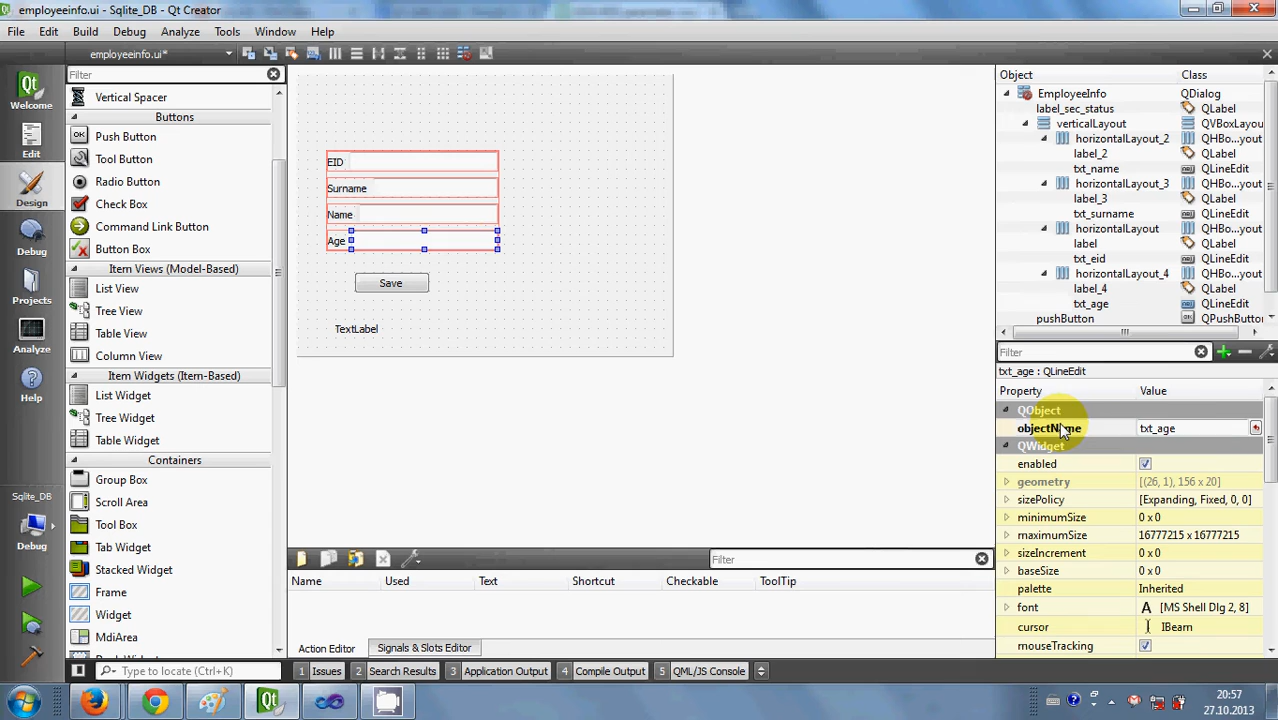 employeeinfo.ui - Sqlite_DB - Qt Creator
File Edit Build Debug Analyze Tools Window Help
employeeinfo.ui*
Filter
Welcome
Edit
Design
Debug
Projects
Analyze
Help
Sqlite_DB
Debug
Vertical Spacer
Buttons
Push Button
Tool Button
Radio Button
Check Box
Command Link Button
Button Box
Item Views (Model-Based)
List View
Tree View
Table View
Column View
Item Widgets (Item-Based)
List Widget
Tree Widget
Table Widget
Containers
Group Box
Scroll Area
Tool Box
Tab Widget
Stacked Widget
Frame
Widget
MdiArea
EID
Surname
Name
Age
Save
TextLabel
Filter
Name Used Text Shortcut Checkable ToolTip
Action Editor Signals & Slots Editor
Object Class
EmployeeInfo QDialog
label_sec_status QLabel
verticalLayout QVBoxLayou
horizontalLayout_2 QHBo...yout
label_2 QLabel
txt_name QLineEdit
horizontalLayout_3 QHBo...yout
label_3 QLabel
txt_surname QLineEdit
horizontalLayout QHBo...yout
label QLabel
txt_eid QLineEdit
horizontalLayout_4 QHBo...yout
label_4 QLabel
txt_age QLineEdit
pushButton QPushButto
Filter
txt_age : QLineEdit
Property Value
QObject
objectName txt_age
QWidget
enabled
geometry [(26, 1), 156 x 20]
sizePolicy [Expanding, Fixed, 0, 0]
minimumSize 0 x 0
maximumSize 16777215 x 16777215
sizeIncrement 0 x 0
baseSize 0 x 0
palette Inherited
font A [MS Shell Dlg 2, 8]
cursor IBeam
mouseTracking
Type to locate (Ctrl+K) 1 Issues 2 Search Results 3 Application Output 4 Compile Output 5 QML/JS Console
20:57
27.10.2013